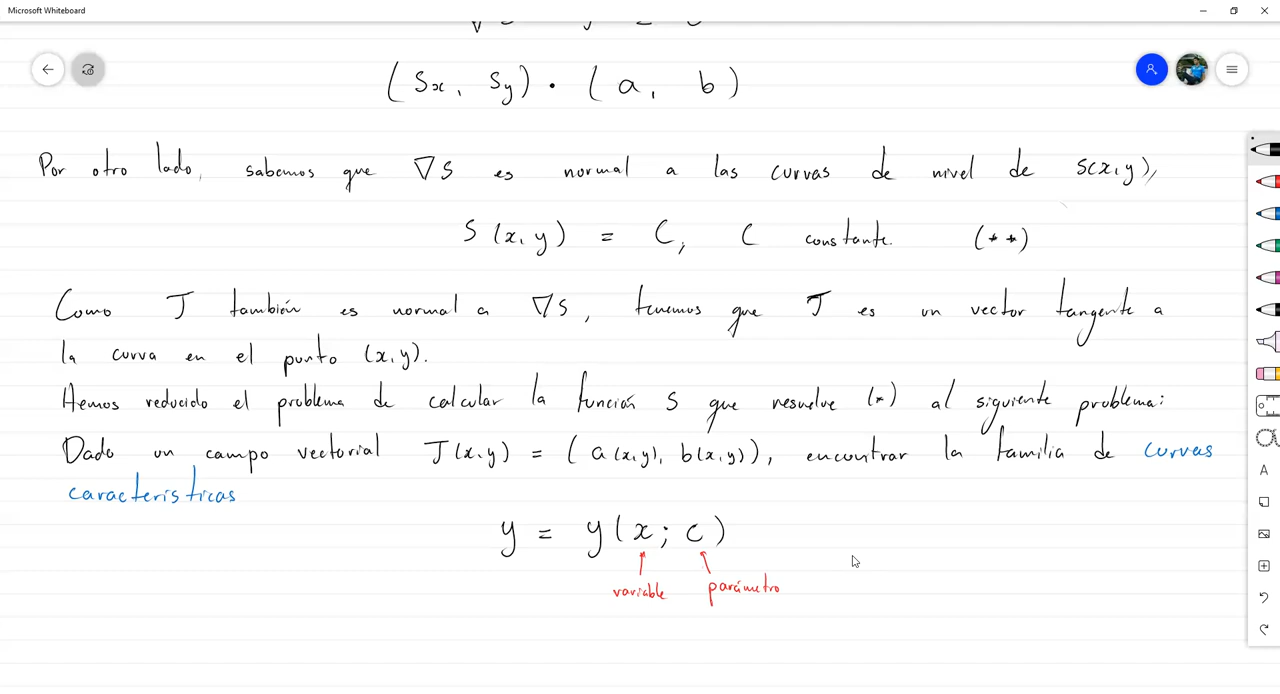 Microsoft Whiteboard
(Sx, Sy) • (a, b)
Por otro lado, sabemos que ∇S es normal a las curvas de nivel de S(x,y),
S(x,y) = C, C constante. (**)
Como J también es normal a ∇S, tenemos que J es un vector tangente a
la curva en el punto (x,y).
Hemos reducido el problema de calcular la función S que resuelve (*) al siguiente problema:
Dado un campo vectorial J(x,y) = (a(x,y), b(x,y)), encontrar la familia de curvas
características
y = y(x; c)
variable parámetro
A